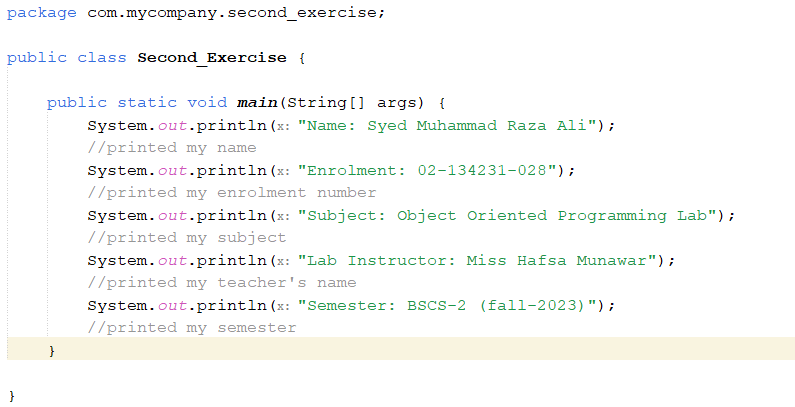 package com.mycompany.second_exercise;
public class Second_Exercise {
public static void main(String[] args) {
System.out.println(x: "Name: Syed Muhammad Raza Ali");
//printed my name
System.out.println(x: "Enrolment: 02-134231-028");
//printed my enrolment number
System.out.println(x: "Subject: Object Oriented Programming Lab");
//printed my subject
System.out.println(x: "Lab Instructor: Miss Hafsa Munawar");
//printed my teacher's name
System.out.println(x: "Semester: BSCS-2 (fall-2023)");
//printed my semester
}
}